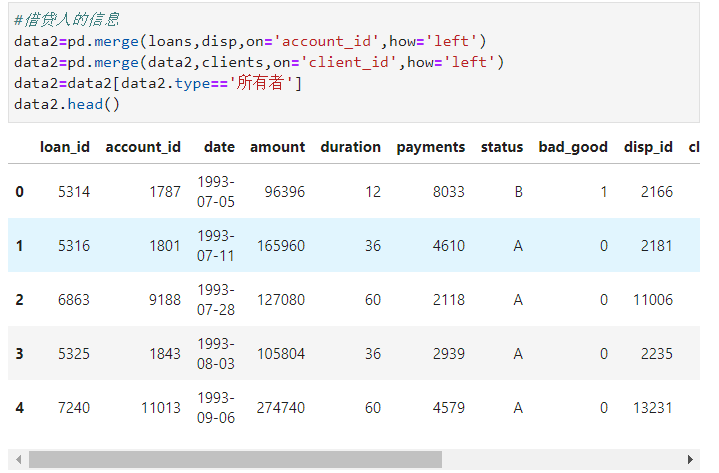 #借贷人的信息
data2=pd.merge(loans,disp,on='account_id',how='left')
data2=pd.merge(data2,clients,on='client_id',how='left')
data2=data2[data2.type=='所有者']
data2.head()
loan_id account_id date amount duration payments status bad_good disp_id cl
0 5314 1787 1993-07-05 96396 12 8033 B 1 2166
1 5316 1801 1993-07-11 165960 36 4610 A 0 2181
2 6863 9188 1993-07-28 127080 60 2118 A 0 11006
3 5325 1843 1993-08-03 105804 36 2939 A 0 2235
4 7240 11013 1993-09-06 274740 60 4579 A 0 13231